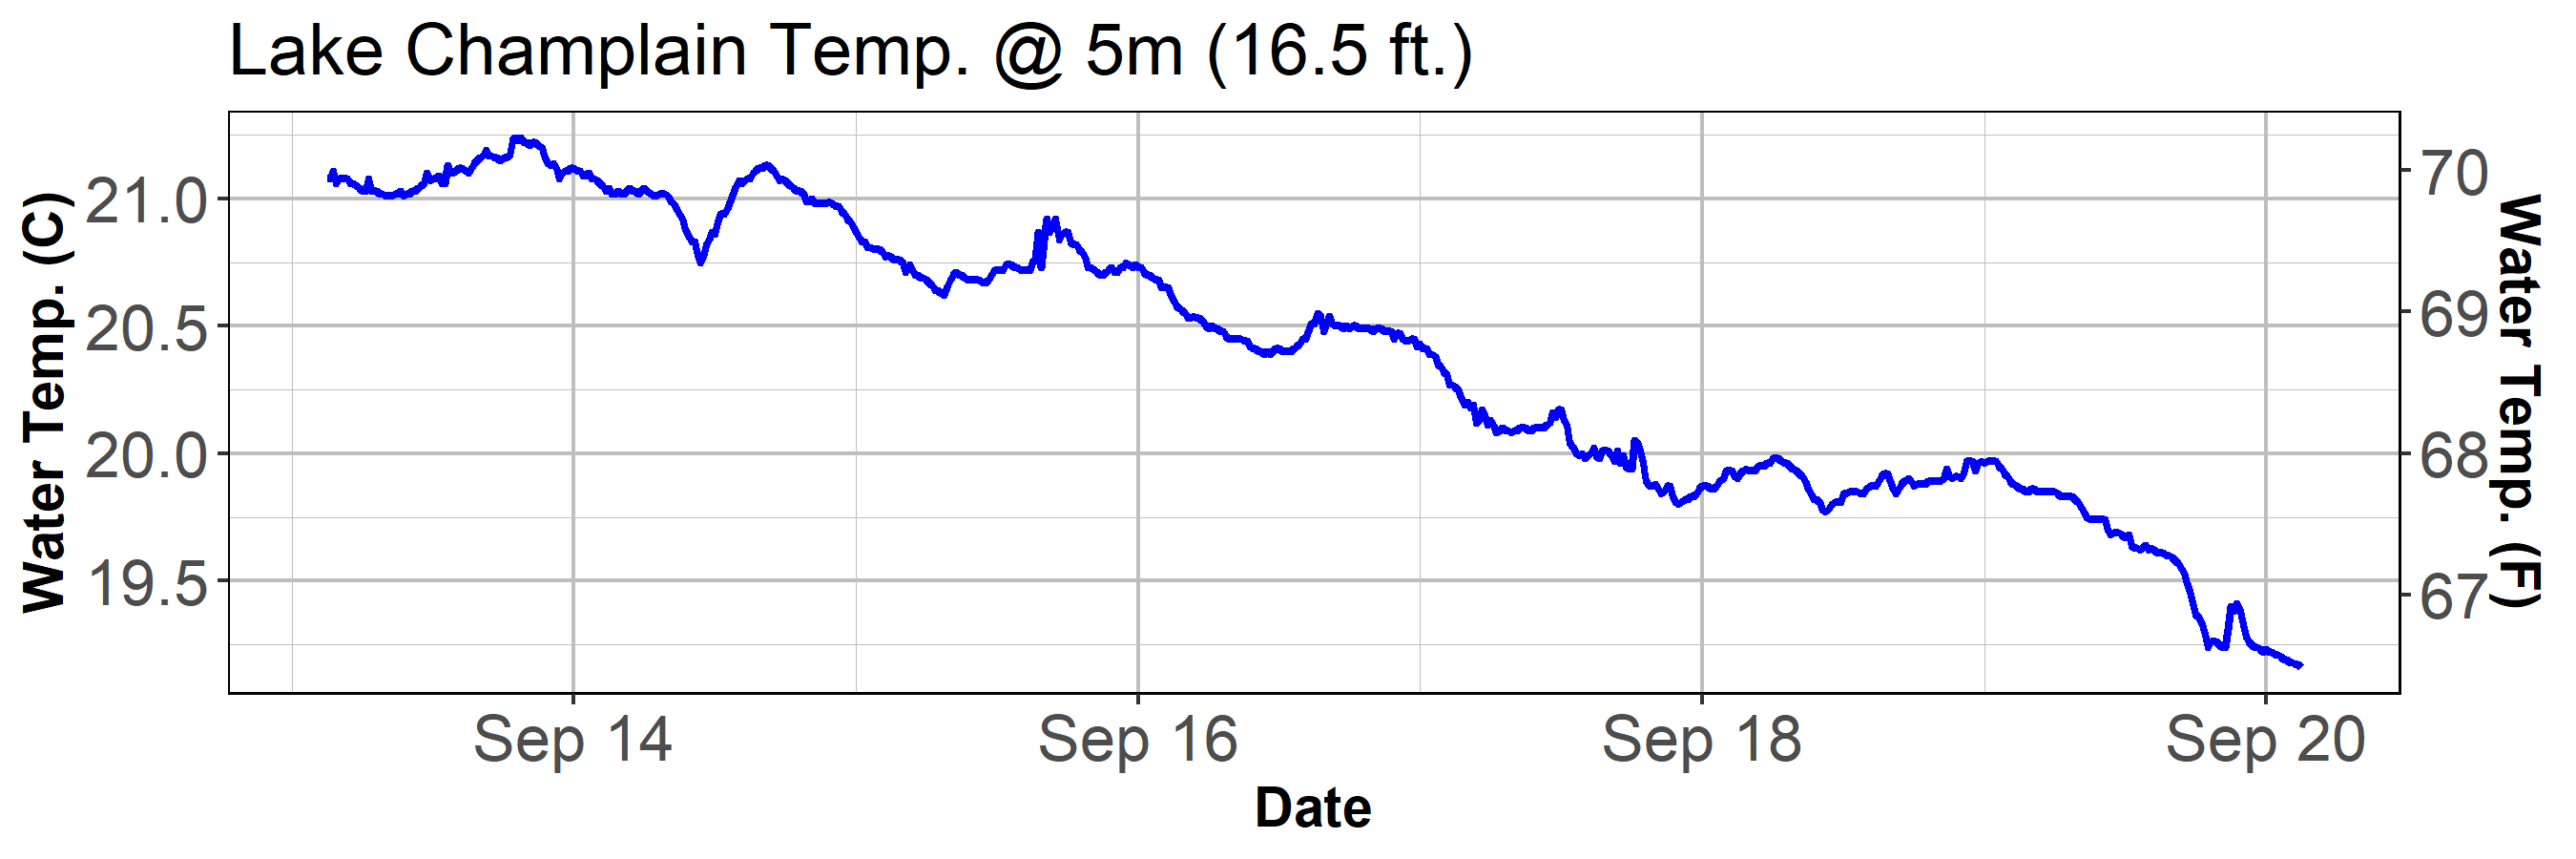 Lake Champlain Temp. @ 5m (16.5 ft.)
Water Temp. (C)
21.0
20.5
20.0
19.5
70
69
68
67
Water Temp. (F)
Sep 14
Sep 16
Sep 18
Sep 20
Date